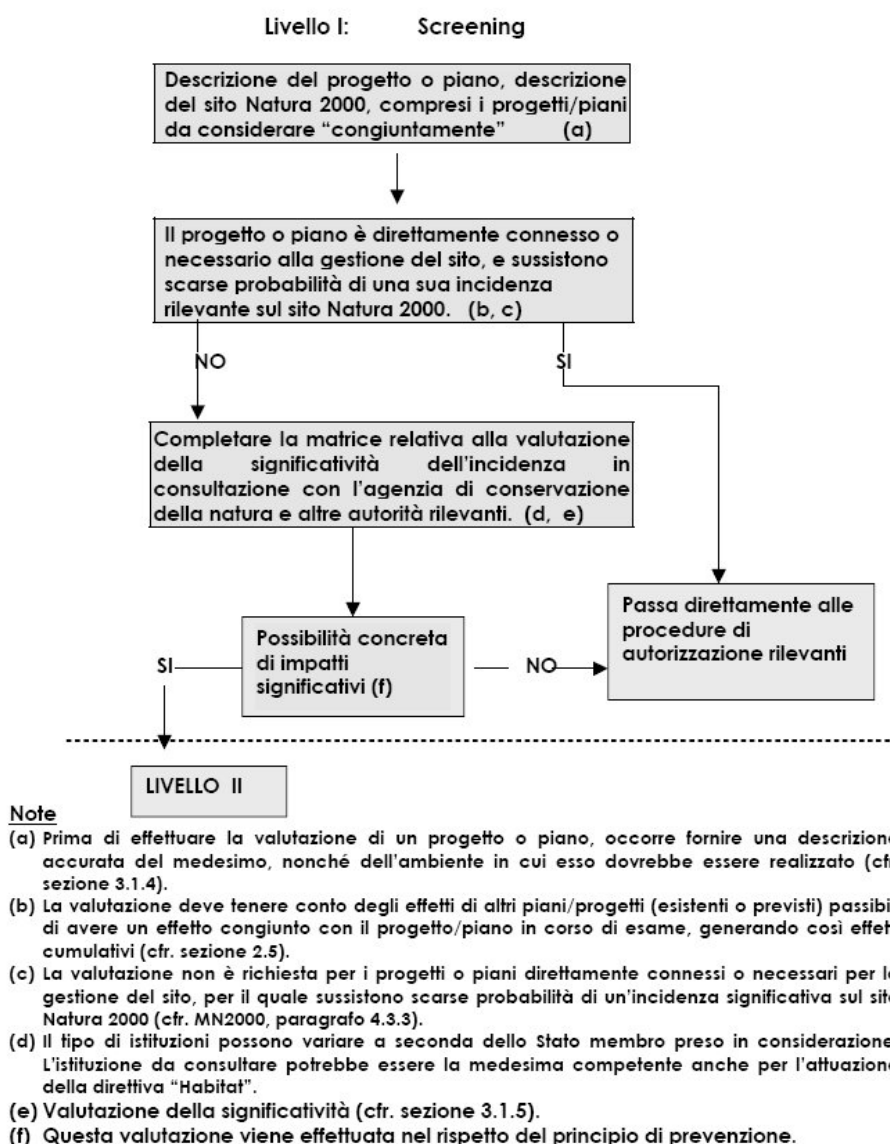 Livello I: Screening
Descrizione del progetto o piano, descrizione
del sito Natura 2000, compresi i progetti/piani
da considerare “congiuntamente” (a)
Il progetto o piano è direttamente connesso o
necessario alla gestione del sito, e sussistono
scarse probabilità di una sua incidenza
rilevante sul sito Natura 2000. (b, c)
NO SI
Completare la matrice relativa alla valutazione
della significatività dell’incidenza in
consultazione con l’agenzia di conservazione
della natura e altre autorità rilevanti. (d, e)
Passa direttamente alle
procedure di
autorizzazione rilevanti
Possibilità concreta
di impatti
significativi (f)
SI NO
LIVELLO II
Note
(a) Prima di effettuare la valutazione di un progetto o piano, occorre fornire una descrizione
accurata del medesimo, nonché dell’ambiente in cui esso dovrebbe essere realizzato (cfr
sezione 3.1.4).
(b) La valutazione deve tenere conto degli effetti di altri piani/progetti (esistenti o previsti) passibi
di avere un effetto congiunto con il progetto/piano in corso di esame, generando così effett
cumulativi (cfr. sezione 2.5).
(c) La valutazione non è richiesta per i progetti o piani direttamente connessi o necessari per la
gestione del sito, per il quale sussistono scarse probabilità di un’incidenza significativa sul sito
Natura 2000 (cfr. MN2000, paragrafo 4.3.3).
(d) Il tipo di istituzioni possono variare a seconda dello Stato membro preso in considerazione
L’istituzione da consultare potrebbe essere la medesima competente anche per l’attuazione
della direttiva “Habitat”.
(e) Valutazione della significatività (cfr. sezione 3.1.5).
(f) Questa valutazione viene effettuata nel rispetto del principio di prevenzione.